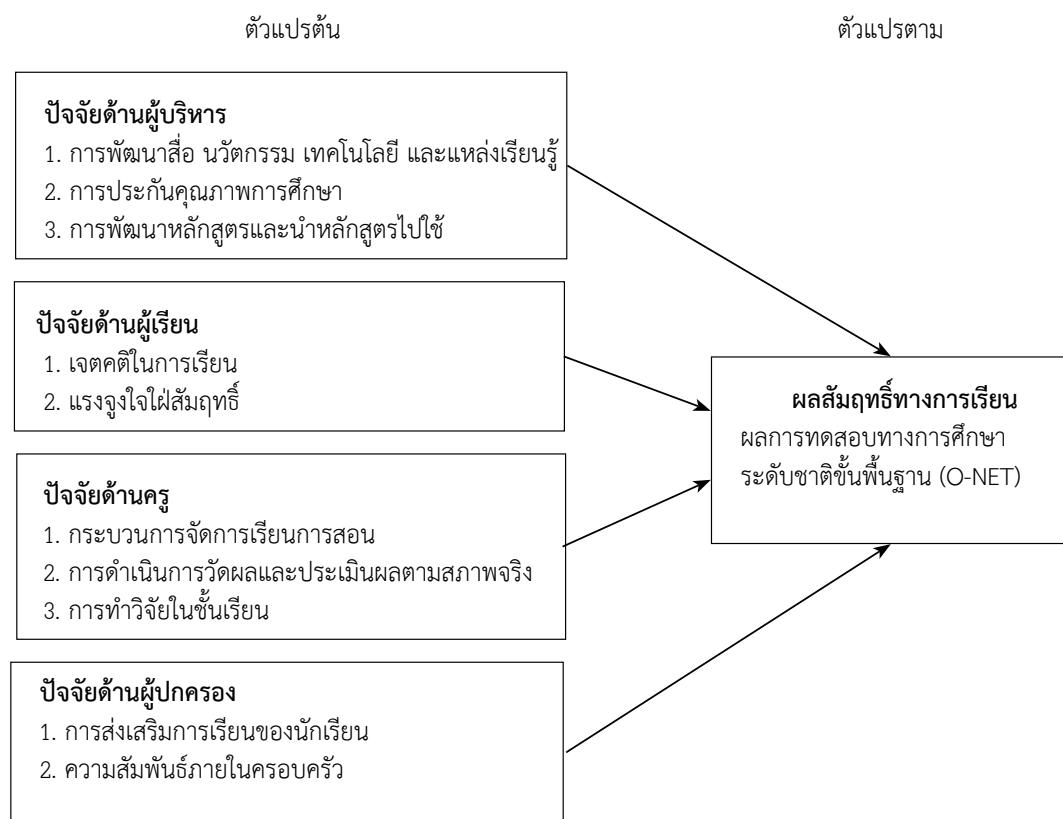 ตัวแปรต้น
ตัวแปรตาม
ปัจจัยด้านผู้บริหาร
1. การพัฒนาสื่อ นวัตกรรม เทคโนโลยี และแหล่งเรียนรู้
2. การประกันคุณภาพการศึกษา
3. การพัฒนาหลักสูตรและนำหลักสูตรไปใช้
ปัจจัยด้านผู้เรียน
1. เจตคติในการเรียน
2. แรงจูงใจใฝ่สัมฤทธิ์
ปัจจัยด้านครู
1. กระบวนการจัดการเรียนการสอน
2. การดำเนินการวัดผลและประเมินผลตามสภาพจริง
3. การทำวิจัยในชั้นเรียน
ปัจจัยด้านผู้ปกครอง
1. การส่งเสริมการเรียนของนักเรียน
2. ความสัมพันธ์ภายในครอบครัว
ผลสัมฤทธิ์ทางการเรียน
ผลการทดสอบทางการศึกษา
ระดับชาติขั้นพื้นฐาน (O-NET)